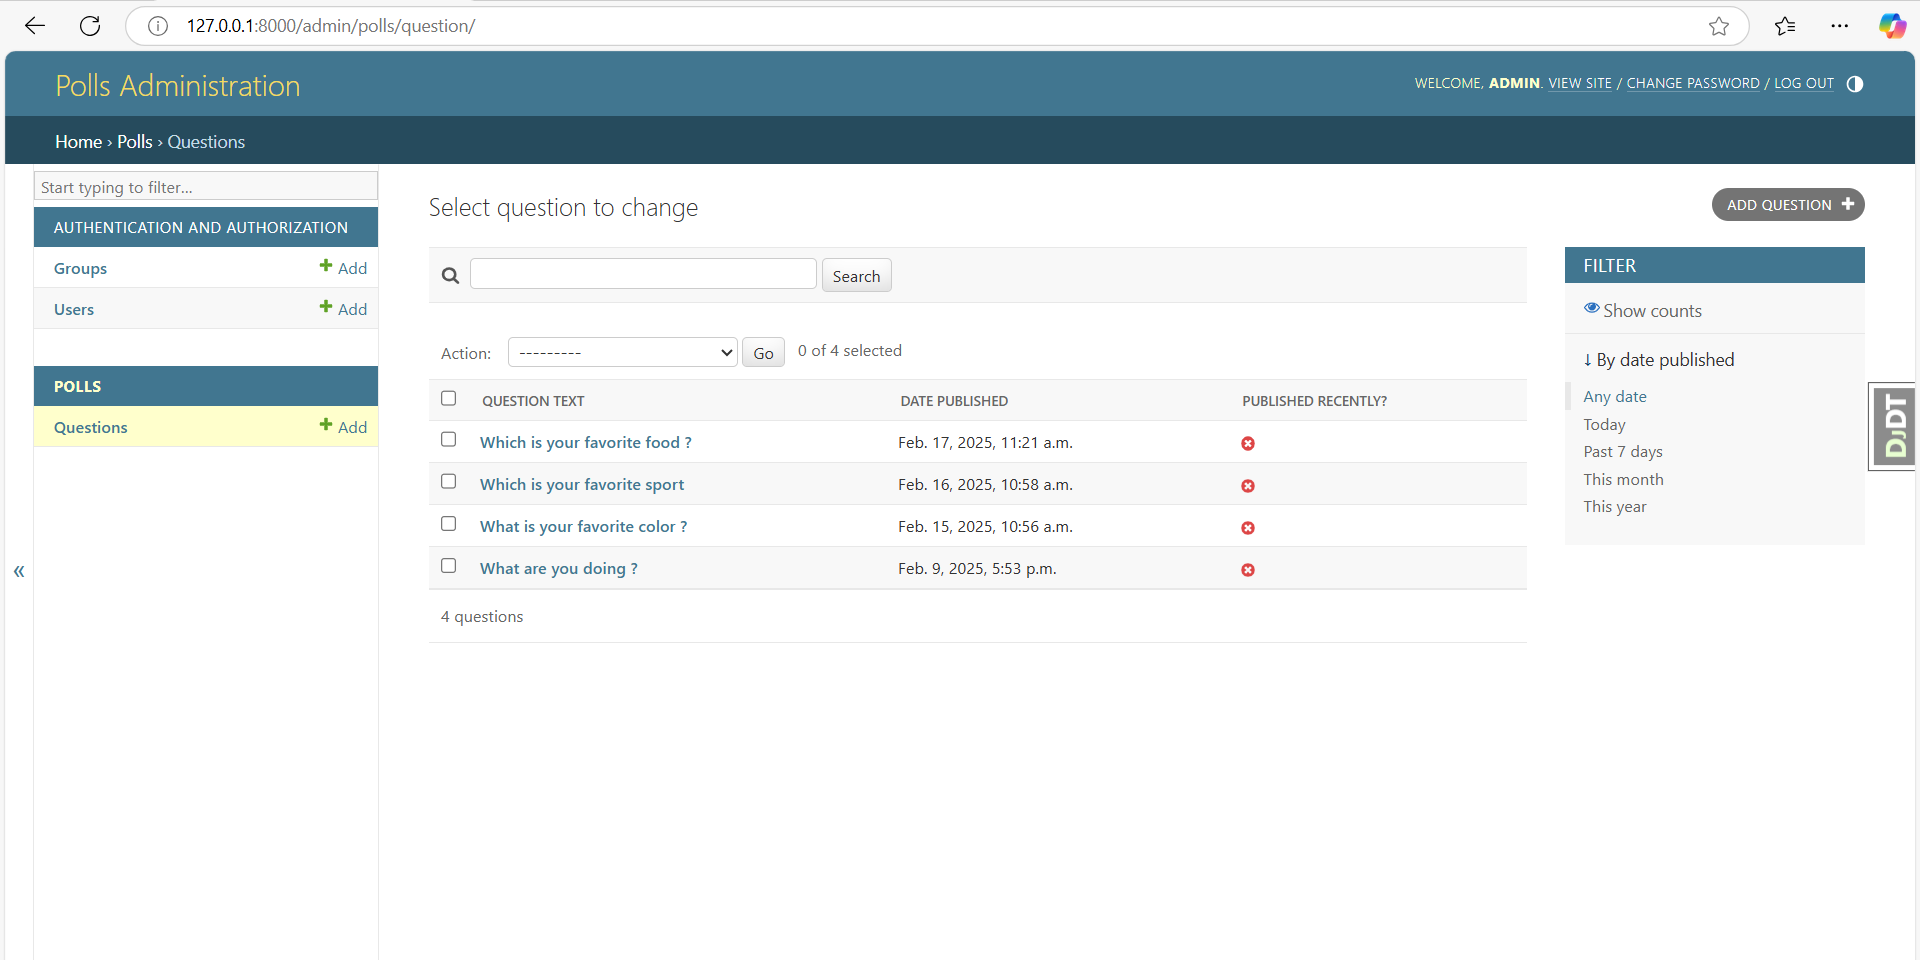 127.0.0.1:8000/admin/polls/question/
Polls Administration
WELCOME, ADMIN. VIEW SITE / CHANGE PASSWORD / LOG OUT
Home › Polls › Questions
Start typing to filter...
AUTHENTICATION AND AUTHORIZATION
Groups Add
Users Add
POLLS
Questions Add
«
Select question to change
ADD QUESTION
Search
Action: --------- Go 0 of 4 selected
QUESTION TEXT DATE PUBLISHED PUBLISHED RECENTLY?
Which is your favorite food ? Feb. 17, 2025, 11:21 a.m.
Which is your favorite sport Feb. 16, 2025, 10:58 a.m.
What is your favorite color ? Feb. 15, 2025, 10:56 a.m.
What are you doing ? Feb. 9, 2025, 5:53 p.m.
4 questions
FILTER
Show counts
↓ By date published
Any date
Today
Past 7 days
This month
This year
DJDT